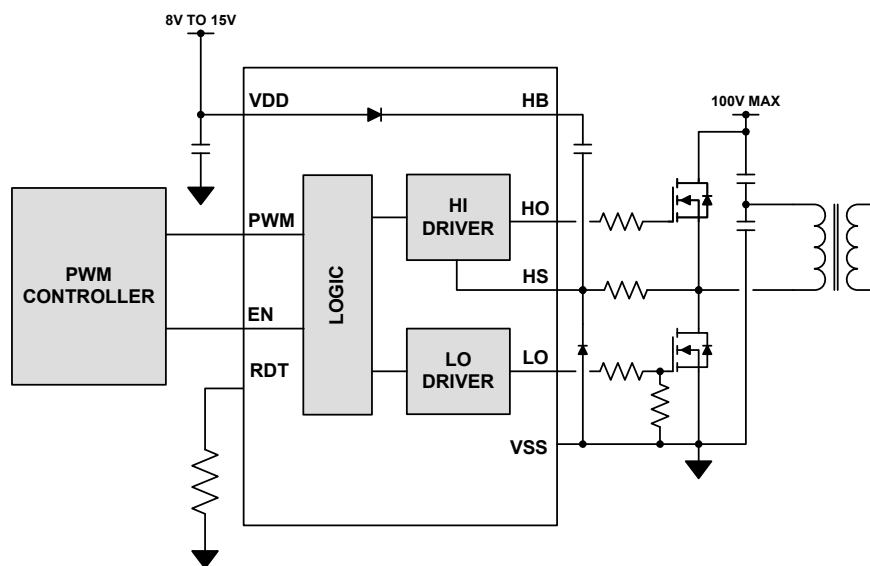 8V TO 15V
VDD
HB
100V MAX
PWM
CONTROLLER
PWM
EN
RDT
LOGIC
HI
DRIVER
HO
HS
LO
DRIVER
LO
VSS